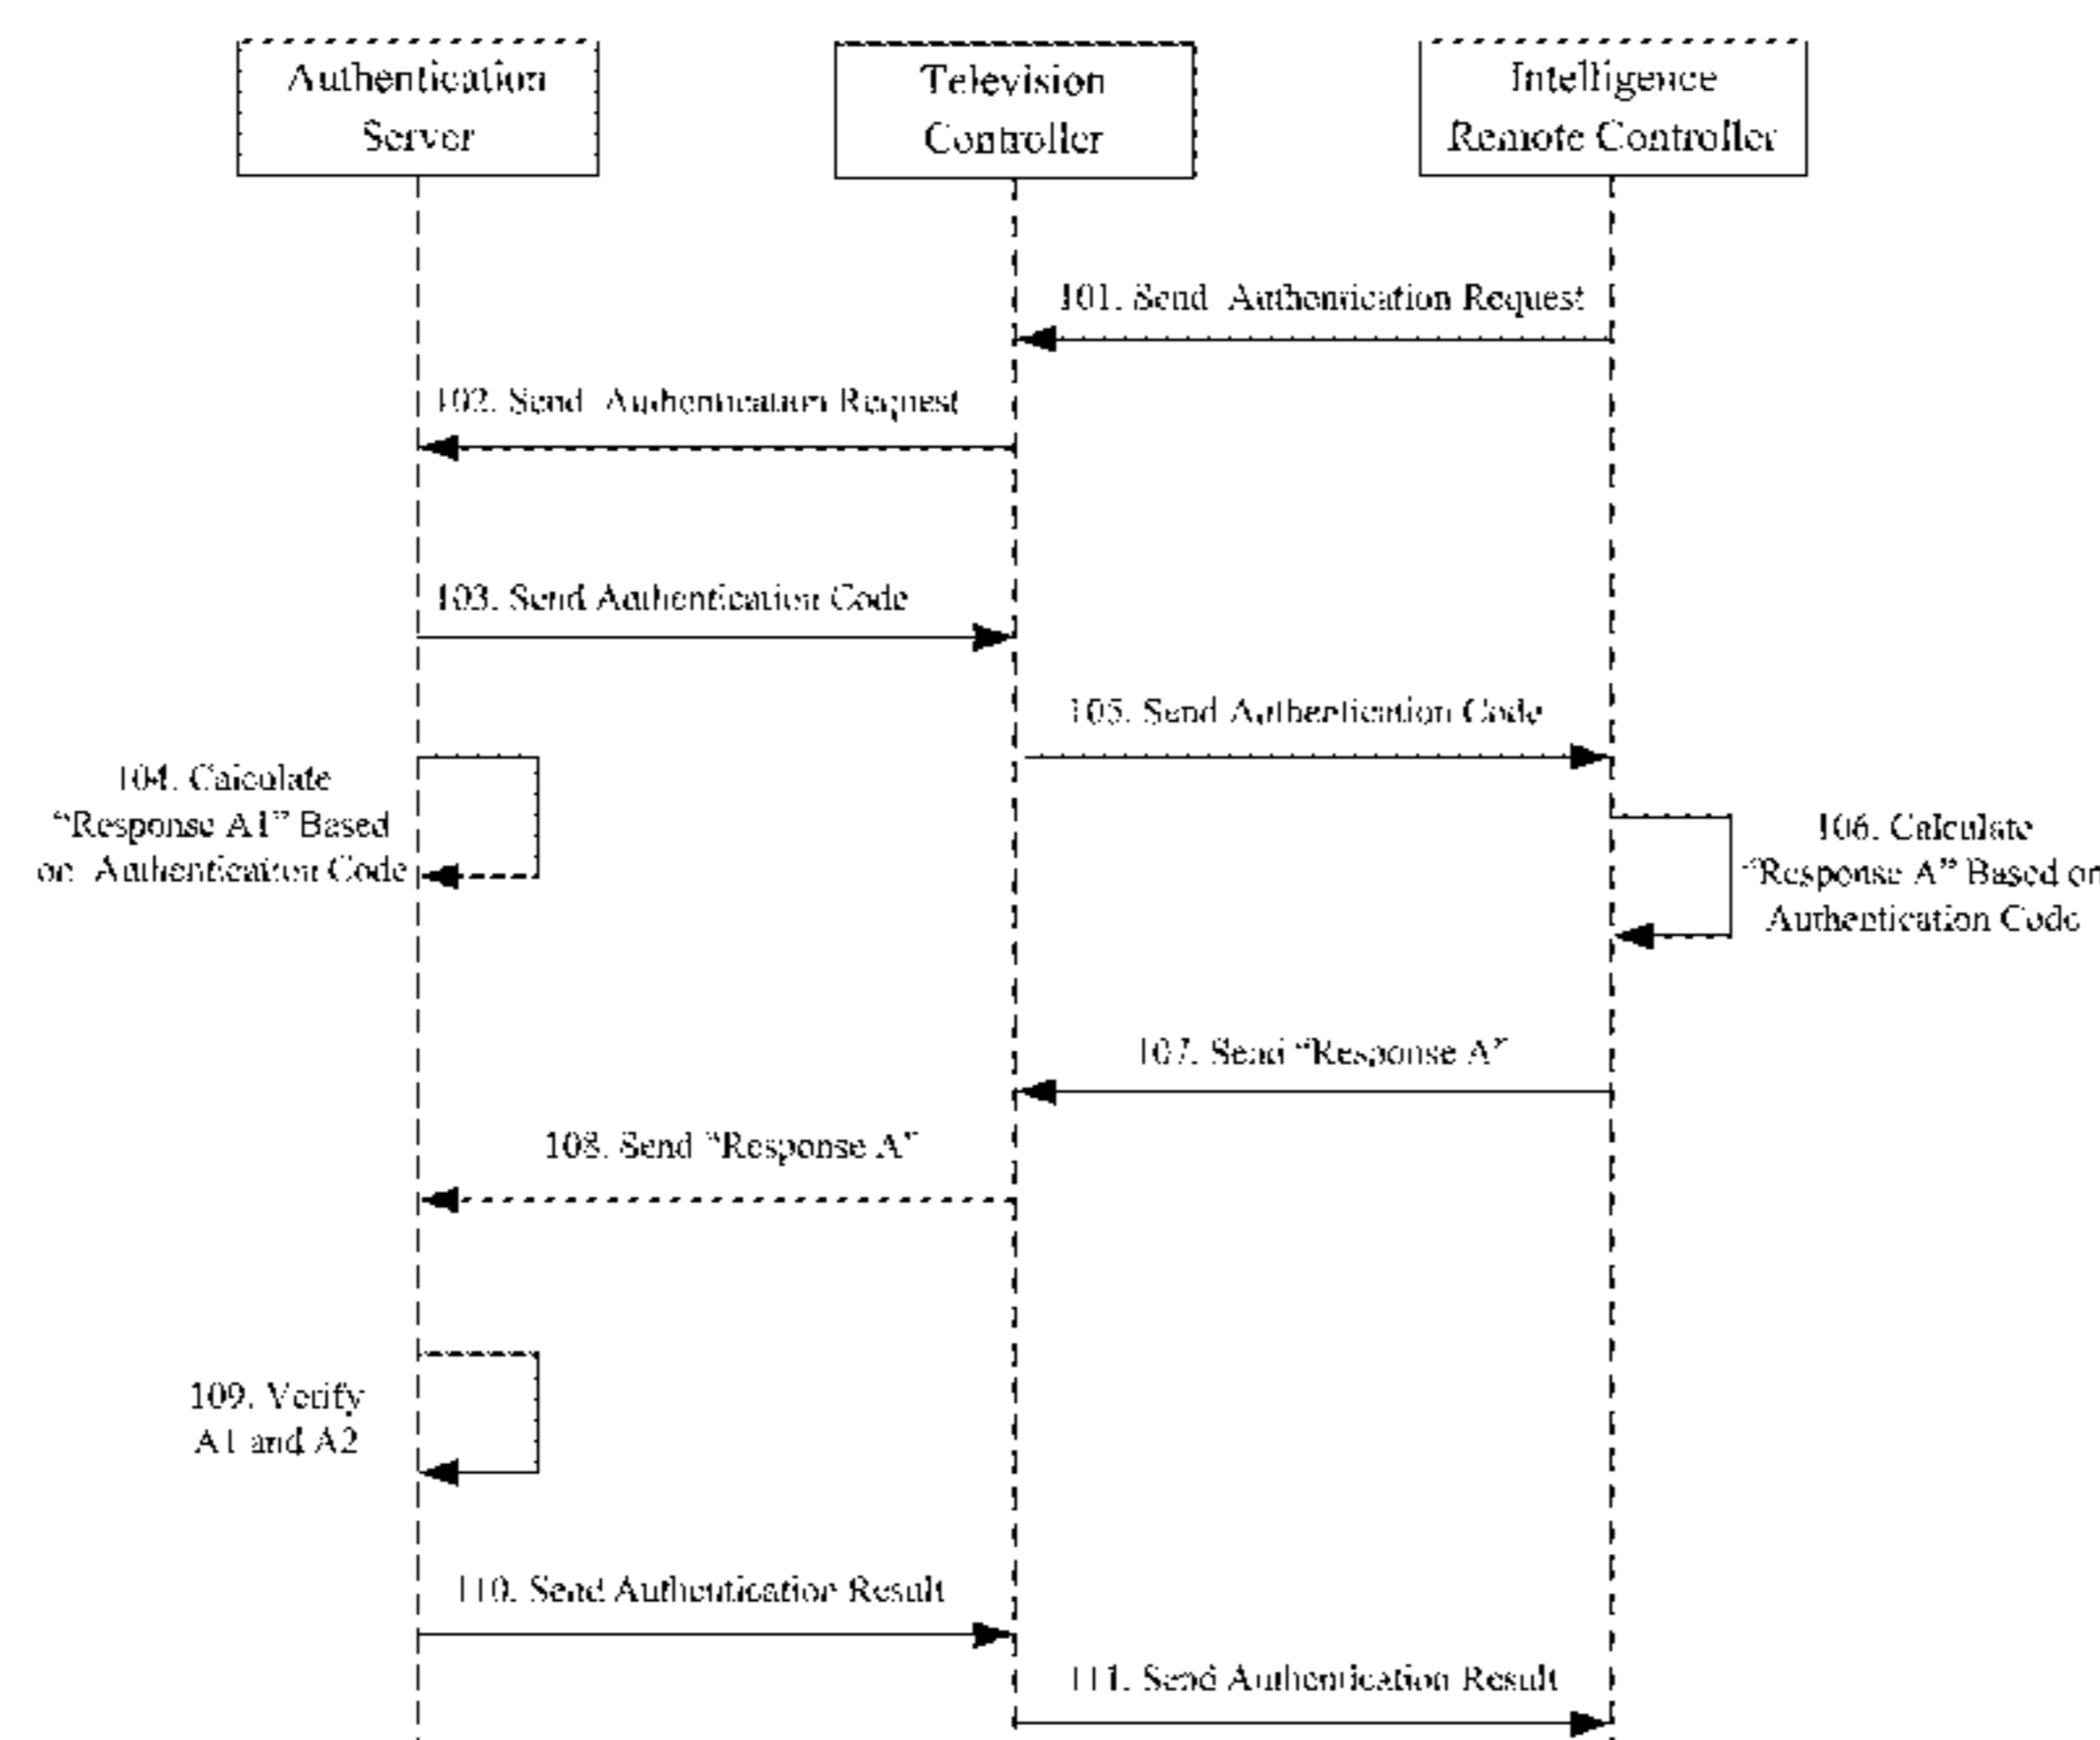 Authentication
Server
Television
Controller
Intelligence
Remote Controller
101. Send Authentication Request
102. Send Authentication Request
103. Send Authentication Code
105. Send Authentication Code
104. Calculate
“Response A1” Based
on Authentication Code
106. Calculate
“Response A” Based on
Authentication Code
107. Send “Response A”
108. Send “Response A”
109. Verify
A1 and A2
110. Send Authentication Result
111. Send Authentication Result